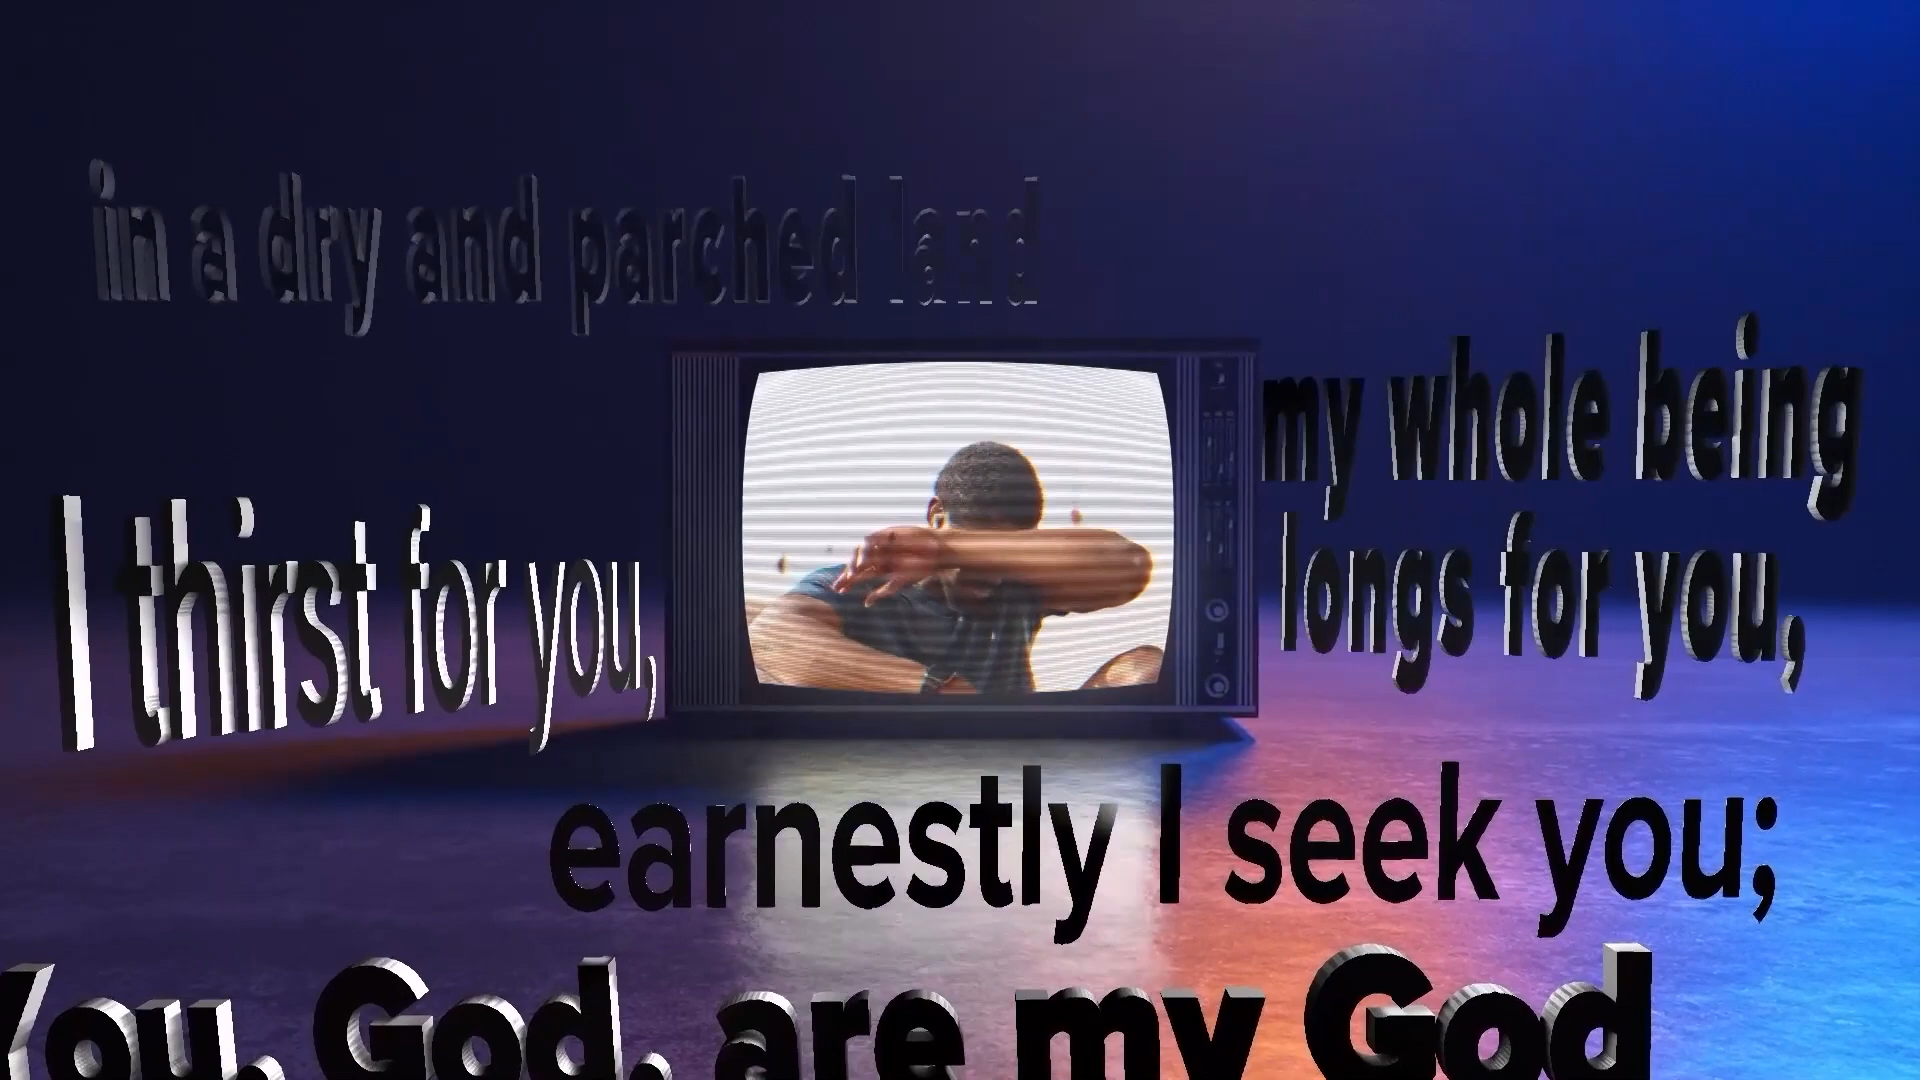 in a dry and parched land
my whole being
longs for you,
I thirst for you,
earnestly I seek you;
You, God, are my God